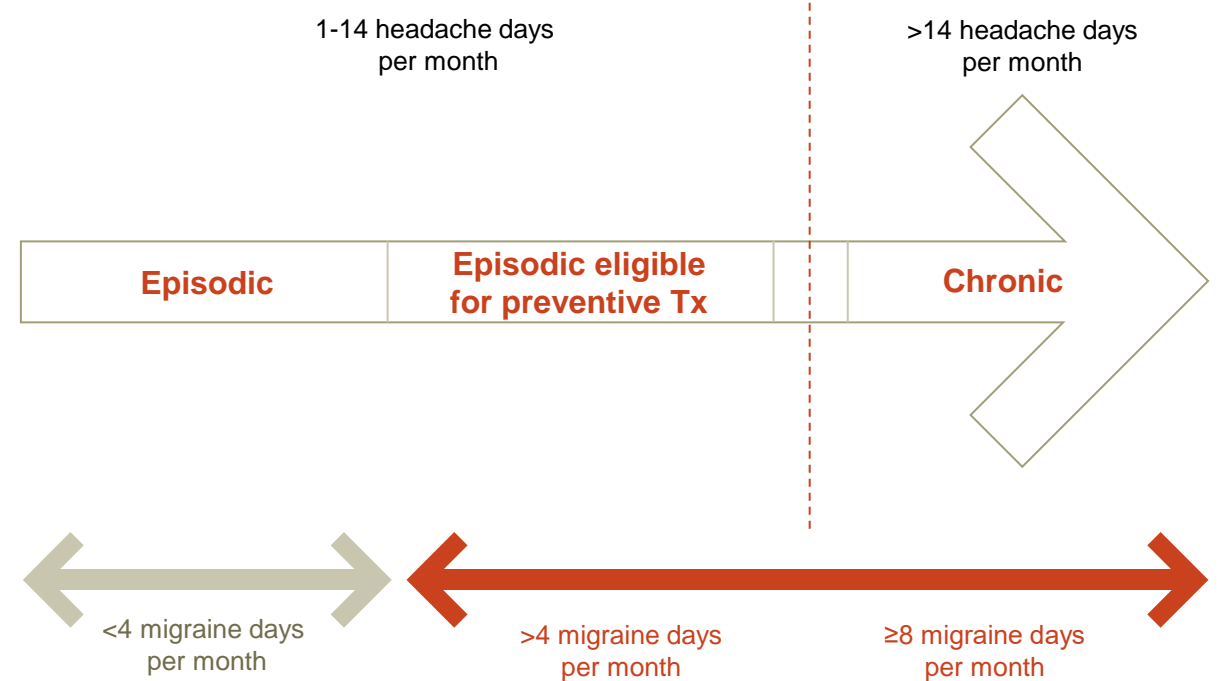 1-14 headache days
per month
>14 headache days
per month
Episodic
Episodic eligible
for preventive Tx
Chronic
<4 migraine days
per month
>4 migraine days
per month
≥8 migraine days
per month